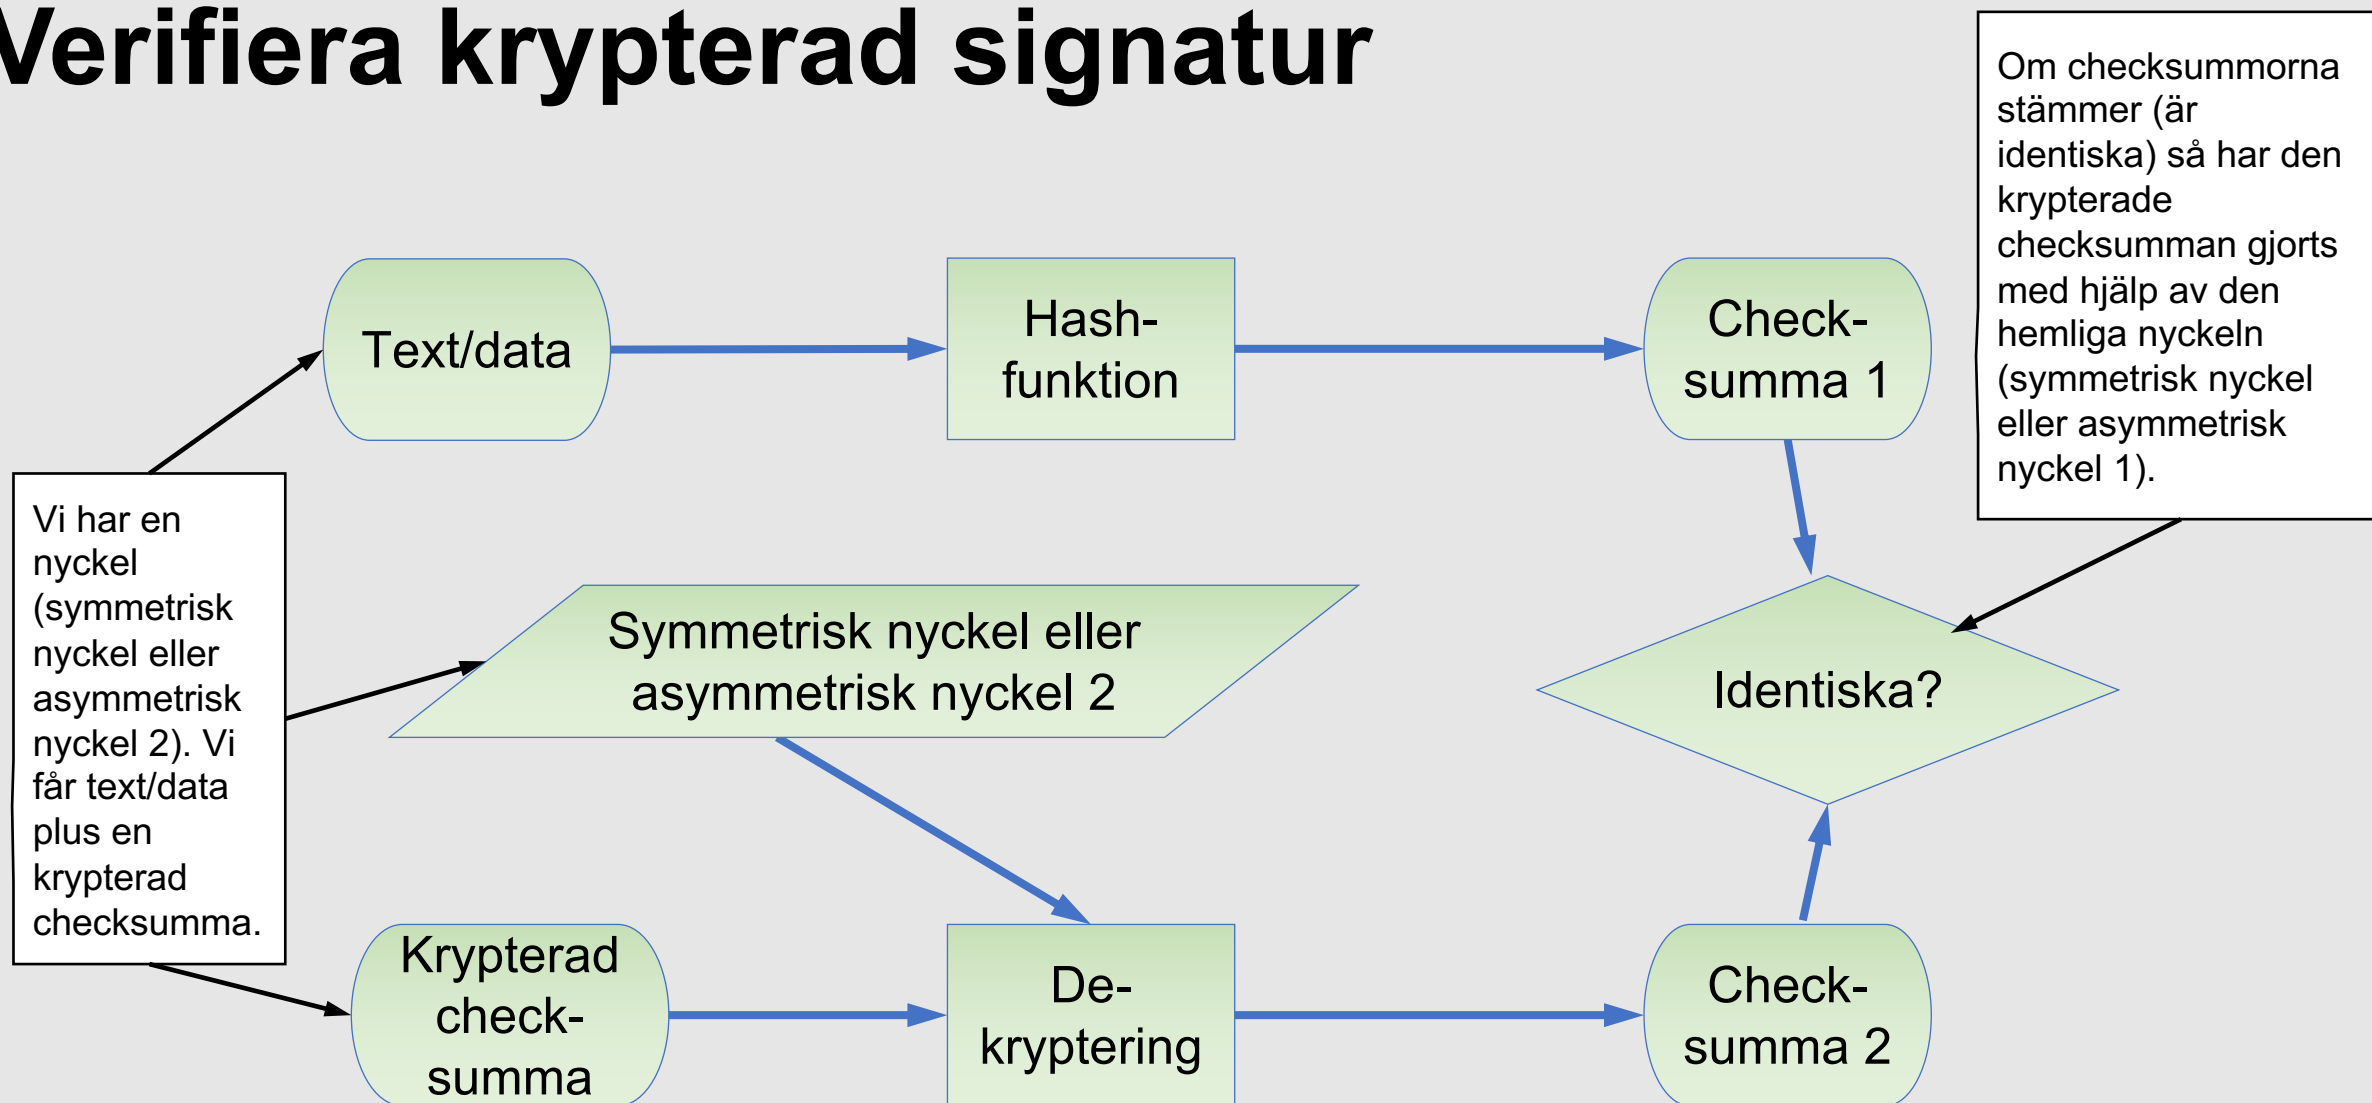 Verifiera krypterad signatur
Om checksummorna
stämmer (är
identiska) så har den
krypterade
checksumman gjorts
med hjälp av den
hemliga nyckeln
(symmetrisk nyckel
eller asymmetrisk
nyckel 1).
Text/data
Hash-
funktion
Check-
summa 1
Vi har en
nyckel
(symmetrisk
nyckel eller
asymmetrisk
nyckel 2). Vi
får text/data
plus en
krypterad
checksumma.
Symmetrisk nyckel eller
asymmetrisk nyckel 2
Identiska?
Krypterad
check-
summa
De-
kryptering
Check-
summa 2